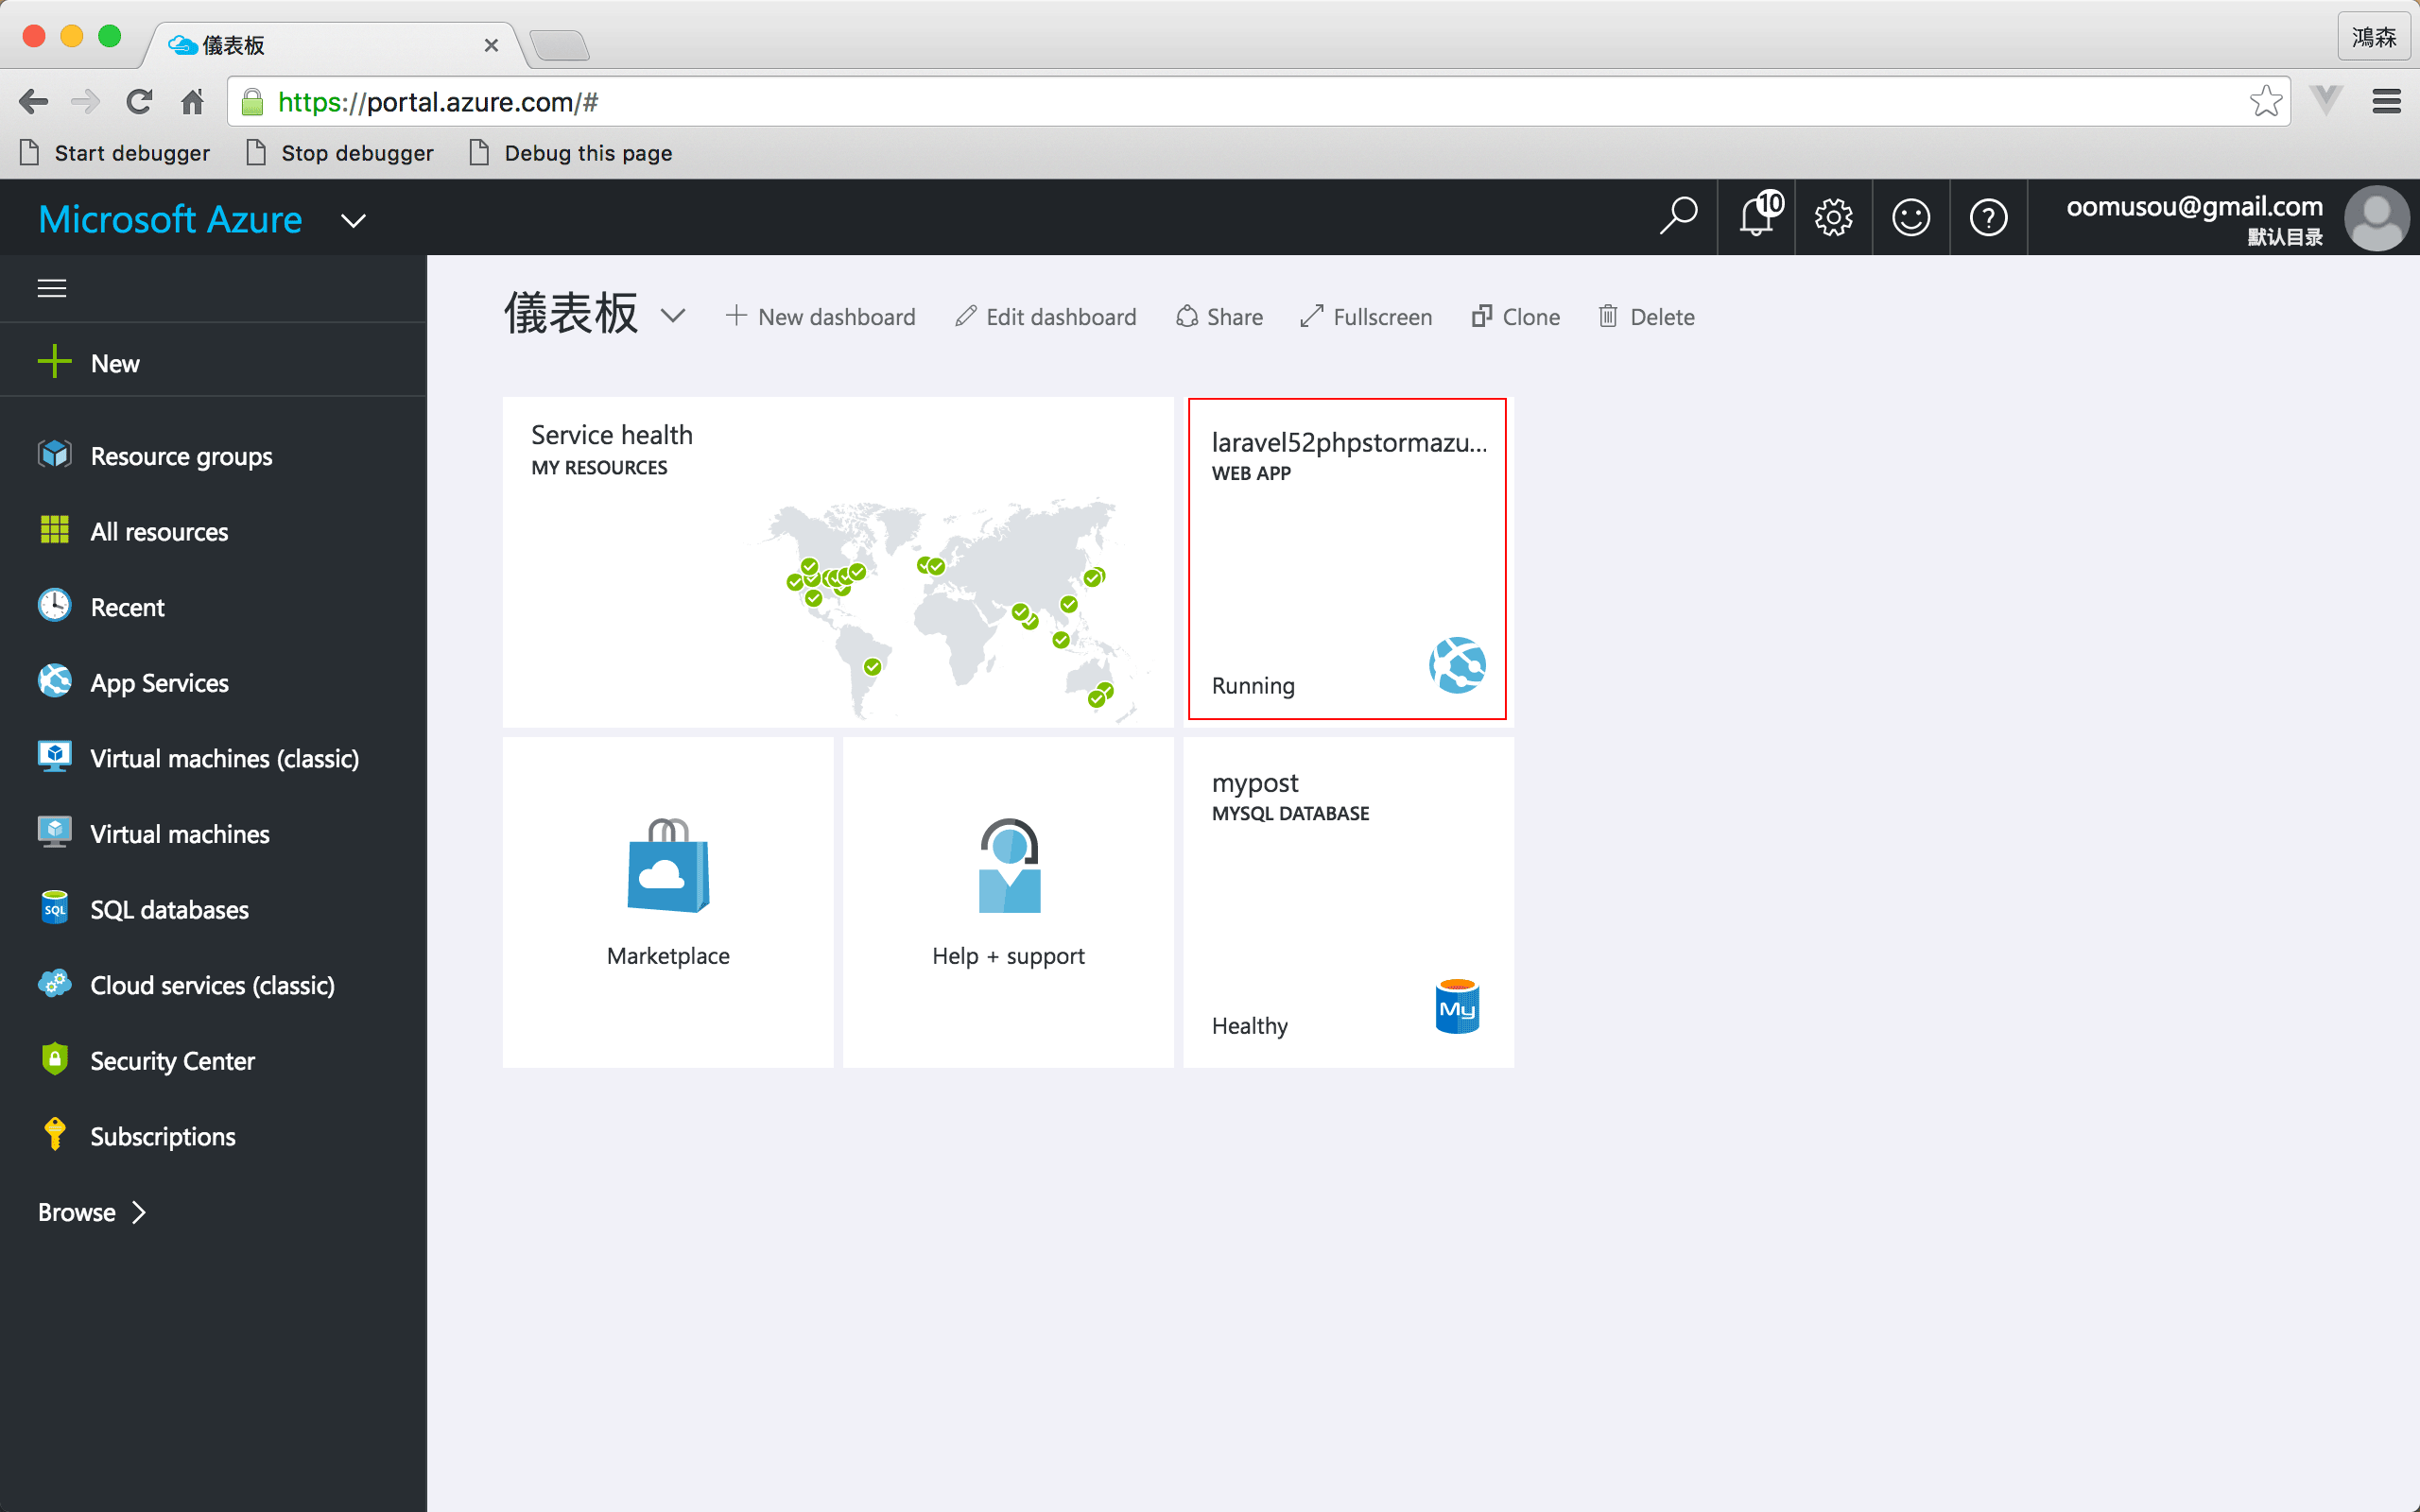 儀表板
鴻森
https://portal.azure.com/#
Start debugger
Stop debugger
Debug this page
Microsoft Azure
10
oomusou@gmail.com
默认目录
New
Resource groups
All resources
Recent
App Services
Virtual machines (classic)
Virtual machines
SQL
SQL databases
Cloud services (classic)
Security Center
Subscriptions
Browse
儀表板
New dashboard
Edit dashboard
Share
Fullscreen
Clone
Delete
Service health
MY RESOURCES
laravel52phpstormazu...
WEB APP
Running
Marketplace
Help + support
mypost
MYSQL DATABASE
Healthy
My